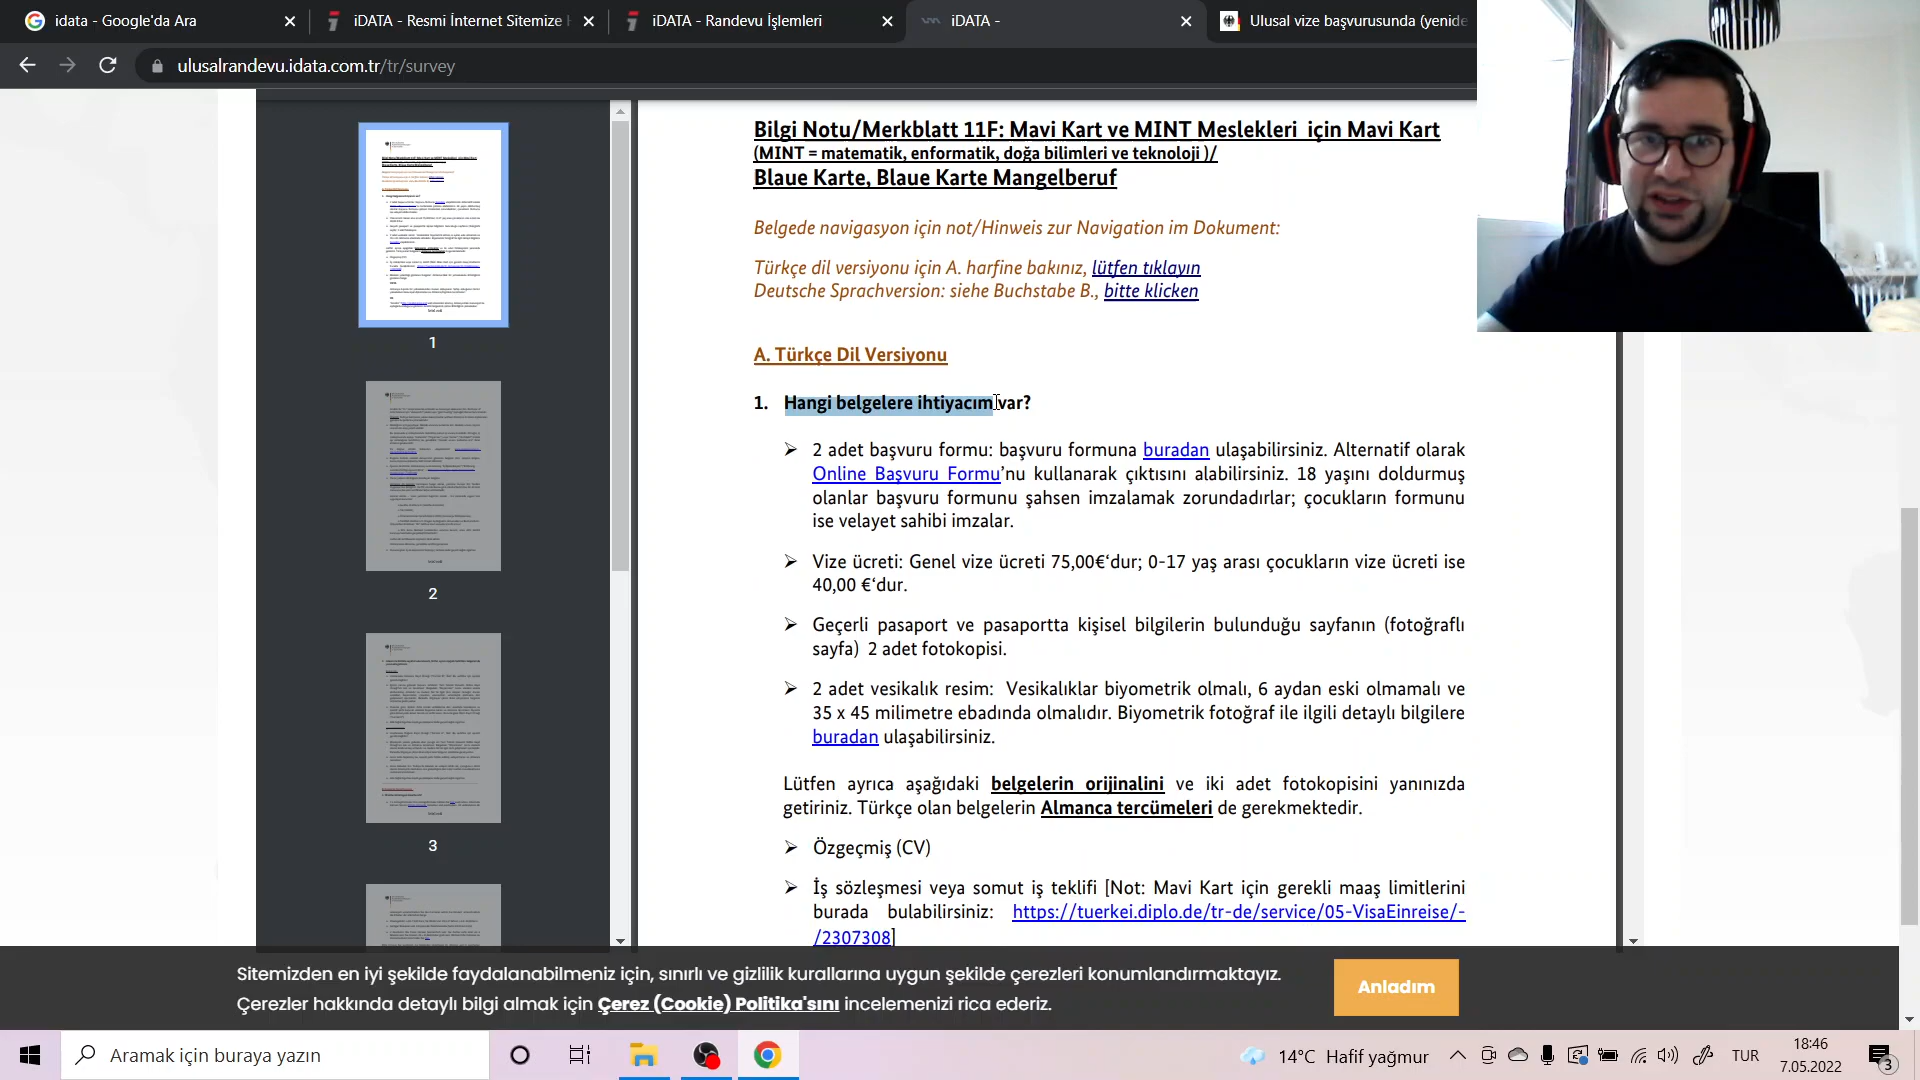 idata - Google'da Ara
iDATA - Resmi İnternet Sitemize
iDATA - Randevu İşlemleri
iDATA -
Ulusal vize başvurusunda (yenide
ulusalrandevu.idata.com.tr/tr/survey
1
2
3
Bilgi Notu/Merkblatt 11F: Mavi Kart ve MINT Meslekleri için Mavi Kart
(MINT = matematik, enformatik, doğa bilimleri ve teknoloji )/
Blaue Karte, Blaue Karte Mangelberuf
Belgede navigasyon için not/Hinweis zur Navigation im Dokument:
Türkçe dil versiyonu için A. harfine bakınız, lütfen tıklayın
Deutsche Sprachversion: siehe Buchstabe B., bitte klicken
A. Türkçe Dil Versiyonu
1. Hangi belgelere ihtiyacım var?
➢ 2 adet başvuru formu: başvuru formuna buradan ulaşabilirsiniz. Alternatif olarak
Online Başvuru Formu'nu kullanarak çıktısını alabilirsiniz. 18 yaşını doldurmuş
olanlar başvuru formunu şahsen imzalamak zorundadırlar; çocukların formunu
ise velayet sahibi imzalar.
➢ Vize ücreti: Genel vize ücreti 75,00€‘dur; 0-17 yaş arası çocukların vize ücreti ise
40,00 €‘dur.
➢ Geçerli pasaport ve pasaportta kişisel bilgilerin bulunduğu sayfanın (fotoğraflı
sayfa) 2 adet fotokopisi.
➢ 2 adet vesikalık resim: Vesikalıklar biyometrik olmalı, 6 aydan eski olmamalı ve
35 x 45 milimetre ebadında olmalıdır. Biyometrik fotoğraf ile ilgili detaylı bilgilere
buradan ulaşabilirsiniz.
Lütfen ayrıca aşağıdaki belgelerin orijinalini ve iki adet fotokopisini yanınızda
getiriniz. Türkçe olan belgelerin Almanca tercümeleri de gerekmektedir.
➢ Özgeçmiş (CV)
➢ İş sözleşmesi veya somut iş teklifi [Not: Mavi Kart için gerekli maaş limitlerini
burada bulabilirsiniz: https://tuerkei.diplo.de/tr-de/service/05-VisaEinreise/-
/2307308]
Sitemizden en iyi şekilde faydalanabilmeniz için, sınırlı ve gizlilik kurallarına uygun şekilde çerezleri konumlandırmaktayız.
Çerezler hakkında detaylı bilgi almak için Çerez (Cookie) Politika'sını incelemenizi rica ederiz.
Anladım
Aramak için buraya yazın
14°C Hafif yağmur
TUR
18:46
7.05.2022
3